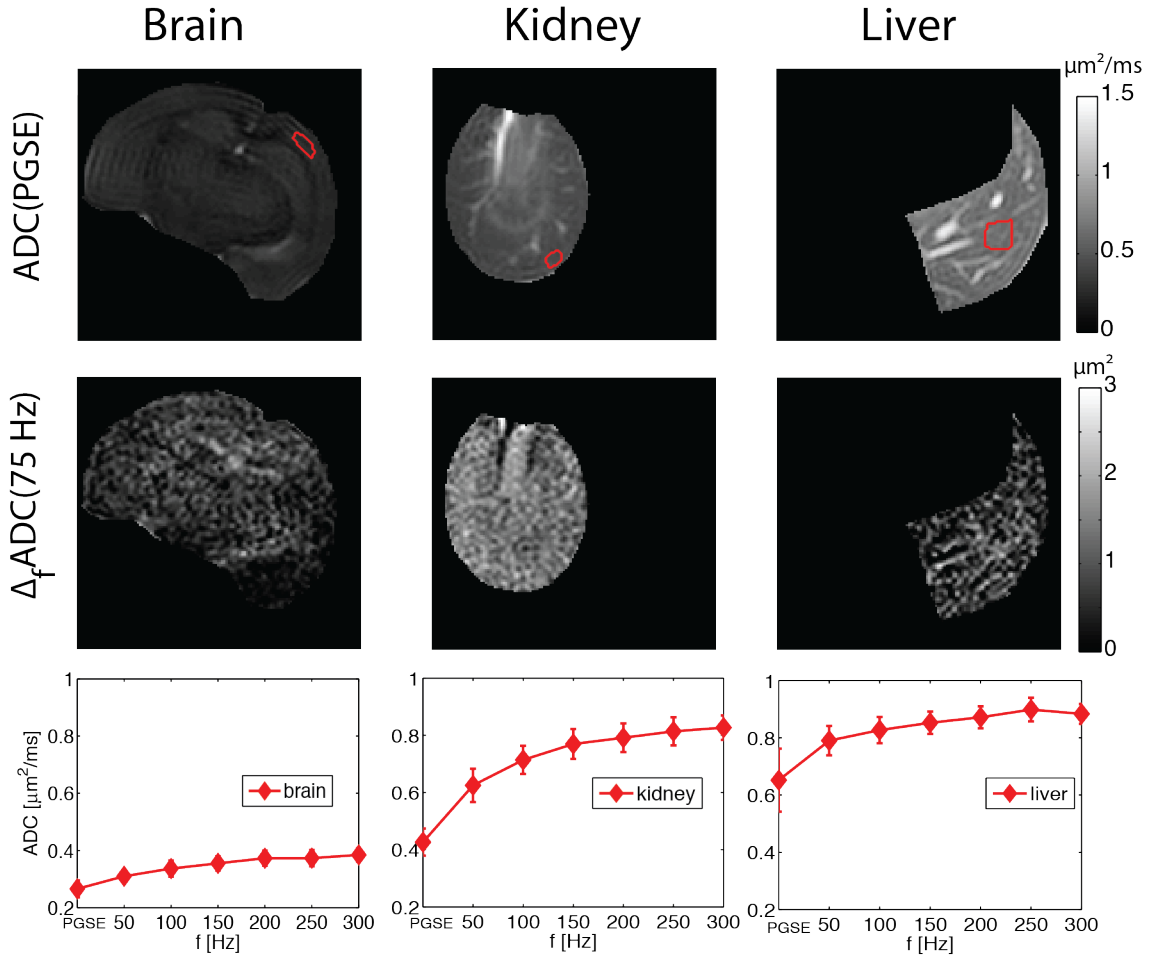 Brain
Kidney
Liver
ADC(PGSE)
µm²/ms
1.5
1
0.5
0
ΔfADC(75 Hz)
µm²
3
2
1
0
ADC [µm²/ms]
1
0.8
0.6
0.4
0.2
brain
PGSE 50 100 150 200 250 300
f [Hz]
1
0.8
0.6
0.4
0.2
kidney
PGSE 50 100 150 200 250 300
f [Hz]
1
0.8
0.6
0.4
0.2
liver
PGSE 50 100 150 200 250 300
f [Hz]